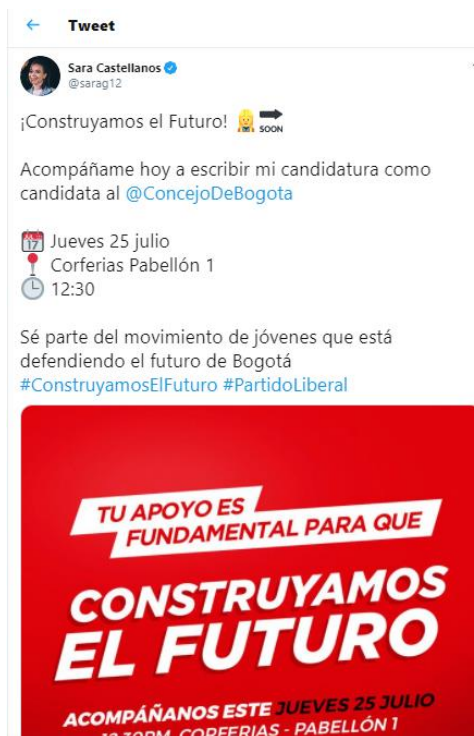 Tweet
Sara Castellanos
@sarag12
¡Construyamos el Futuro! SOON
Acompáñame hoy a escribir mi candidatura como
candidata al @ConcejoDeBogota
17 Jueves 25 julio
Corferias Pabellón 1
12:30
Sé parte del movimiento de jóvenes que está
defendiendo el futuro de Bogotá
#ConstruyamosElFuturo #PartidoLiberal
TU APOYO ES
FUNDAMENTAL PARA QUE
CONSTRUYAMOS
EL FUTURO
ACOMPÁÑANOS ESTE JUEVES 25 JULIO
12:30PM, CORFERIAS - PABELLÓN 1